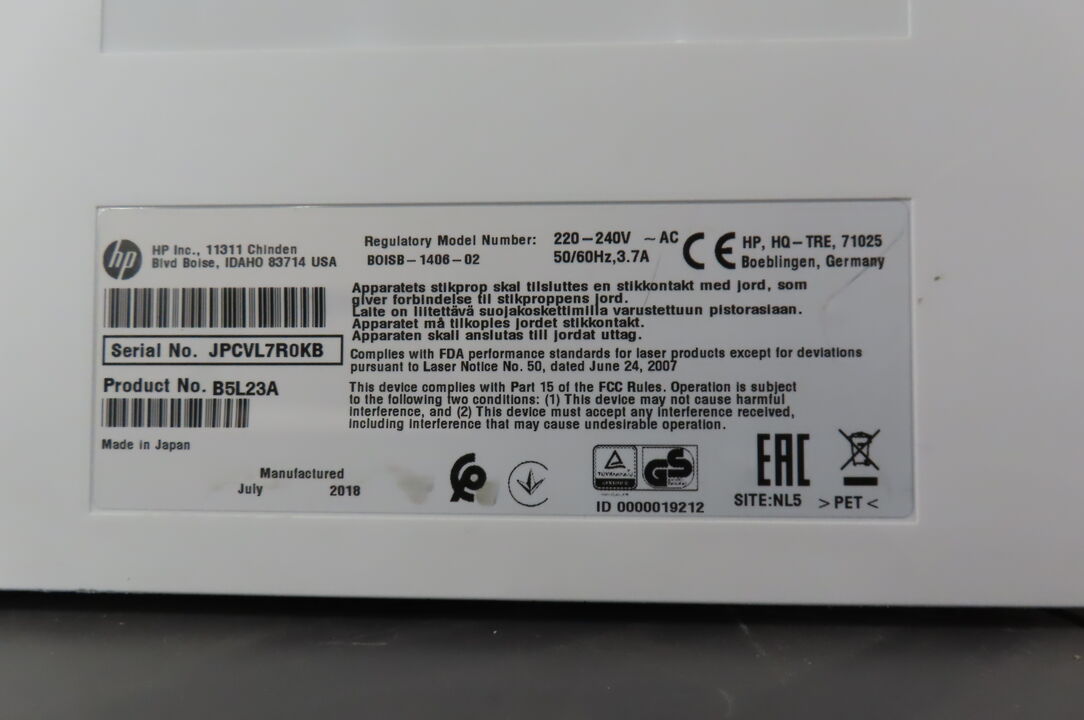 hp
HP Inc., 11311 Chinden
Blvd Boise, IDAHO 83714 USA
Regulatory Model Number:
BOISB-1406-02
220-240V ~AC
50/60Hz,3.7A
CE
HP, HQ-TRE, 71025
Boeblingen, Germany
Serial No. JPCVL7R0KB
Product No. B5L23A
Made in Japan
Manufactured
July 2018
Apparatets stikprop skal tilsluttes en stikkontakt med jord, som
giver forbindelse til stikproppens jord.
Laite on liitettävä suojakoskettimilla varustettuun pistorasiaan.
Apparatet må tilkoples jordet stikkontakt.
Apparaten skall anslutas till jordat uttag.
Complies with FDA performance standards for laser products except for deviations
pursuant to Laser Notice No. 50, dated June 24, 2007
This device complies with Part 15 of the FCC Rules. Operation is subject
to the following two conditions: (1) This device may not cause harmful
interference, and (2) This device must accept any interference received,
including interference that may cause undesirable operation.
GS
ID 0000019212
EAC
SITE:NL5
>PET<